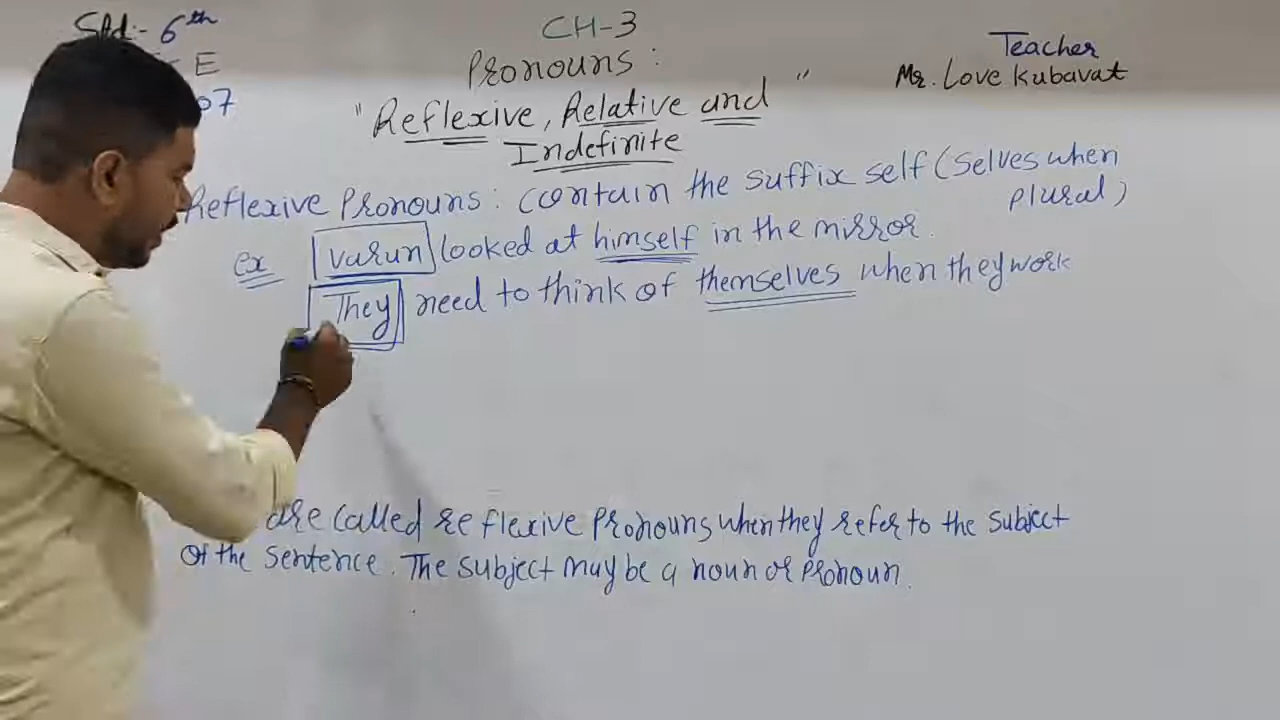 Std:- 6th
CH-3
Teacher
E
Pronouns :
Mr. Love Kubavat
07
"Reflexive, Relative and "
Indefinite
Reflexive Pronouns: contain the suffix self (Selves when
plural)
ex varun looked at himself in the mirror.
They need to think of themselves when they work
are called reflexive pronouns when they refer to the subject
of the sentence. The subject may be a noun or pronoun.